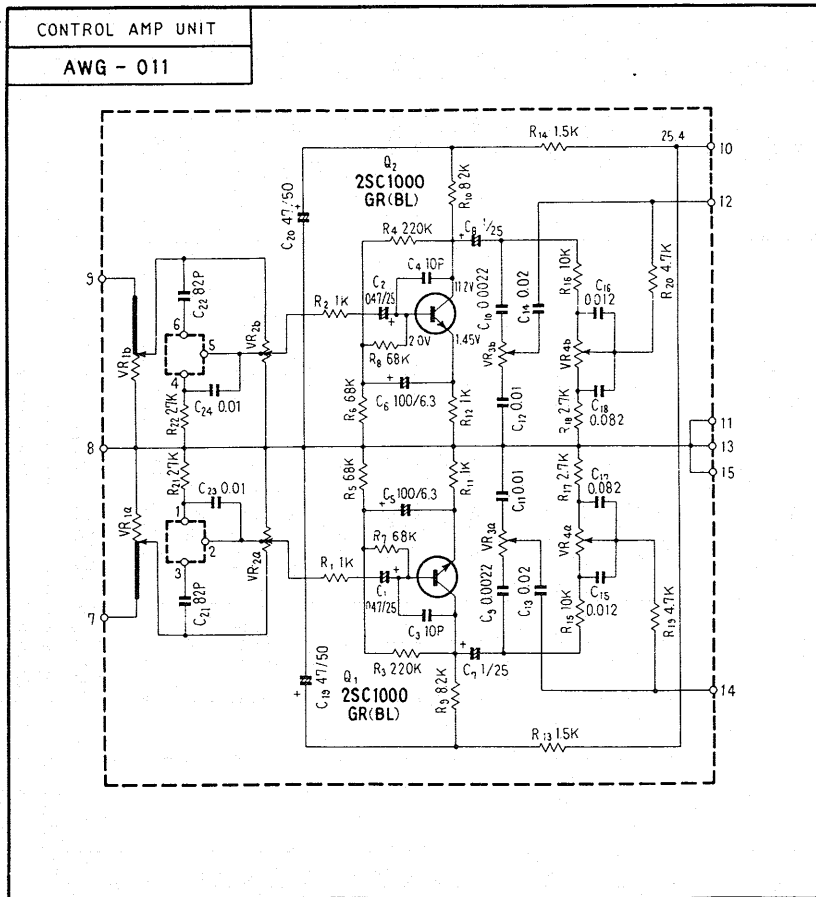 CONTROL AMP UNIT
AWG - 011
R14 1.5K
25.4
10
Q2
2SC1000
GR(BL)
R10 8.2K
12
C20 47/50
R4 220K
C8 1/25
9
C22 82P
C4 10P
11.2V
R16 10K
C16
0.012
R20 4.7K
C2
0.47/25
R2 1K
C10 0.0022
C14 0.02
6
5
4
VR1b
VR2b
2.0V
1.45V
R8 68K
VR3b
VR4b
C24 0.01
R22 27K
R6 68K
C6 100/6.3
R12 1K
C12 0.01
R18 2.7K
C18
0.082
11
8
13
15
R21 27K
C23 0.01
R5 68K
C5 100/6.3
R11 1K
C11 0.01
R17 2.7K
C17
0.082
VR1a
1
2
3
VR2a
R7 68K
VR3a
VR4a
R1 1K
C1
0.47/25
C9 0.0022
C13 0.02
C15
0.012
7
C21 82P
C3 10P
R15 10K
R19 4.7K
C19 47/50
R3 220K
C7 1/25
Q1
2SC1000
GR(BL)
R9 8.2K
14
R13 1.5K